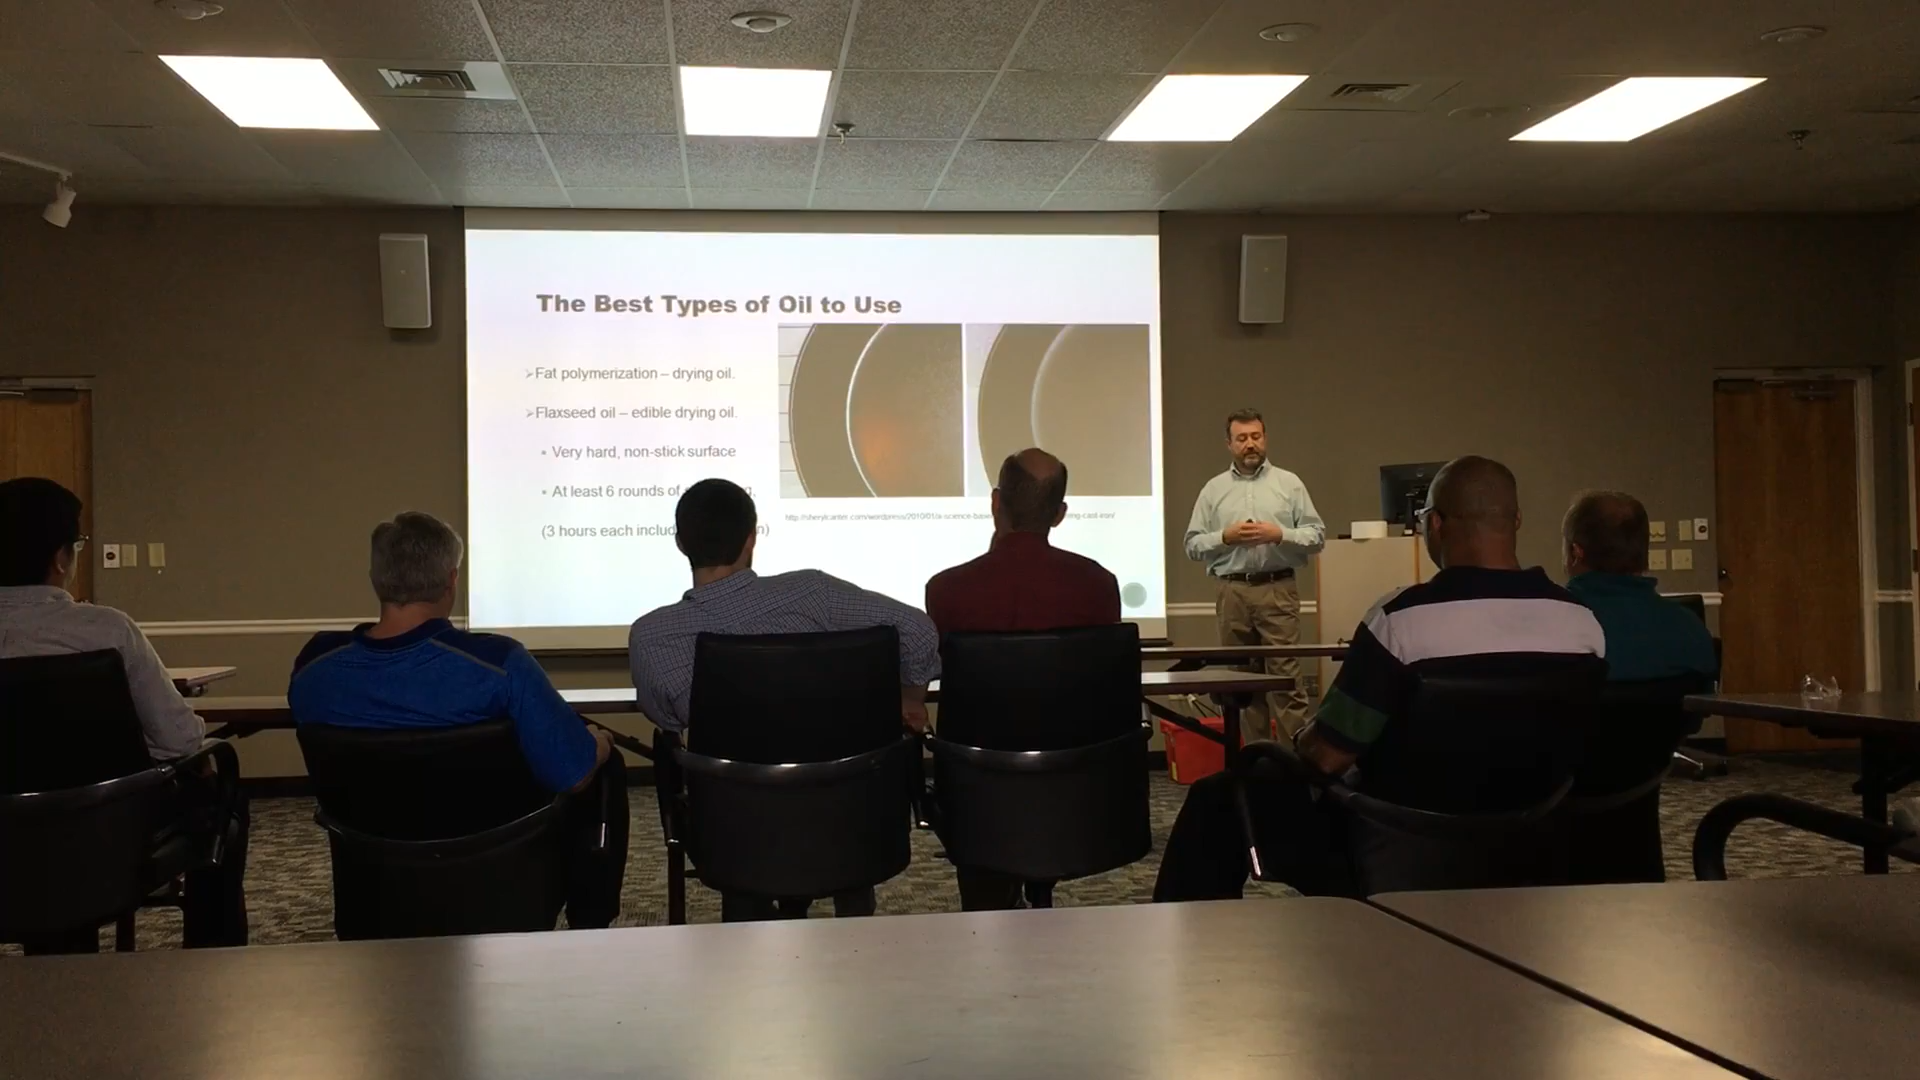 The Best Types of Oil to Use
Fat polymerization – drying oil.
Flaxseed oil – edible drying oil.
Very hard, non-stick surface
At least 6 rounds of
(3 hours each